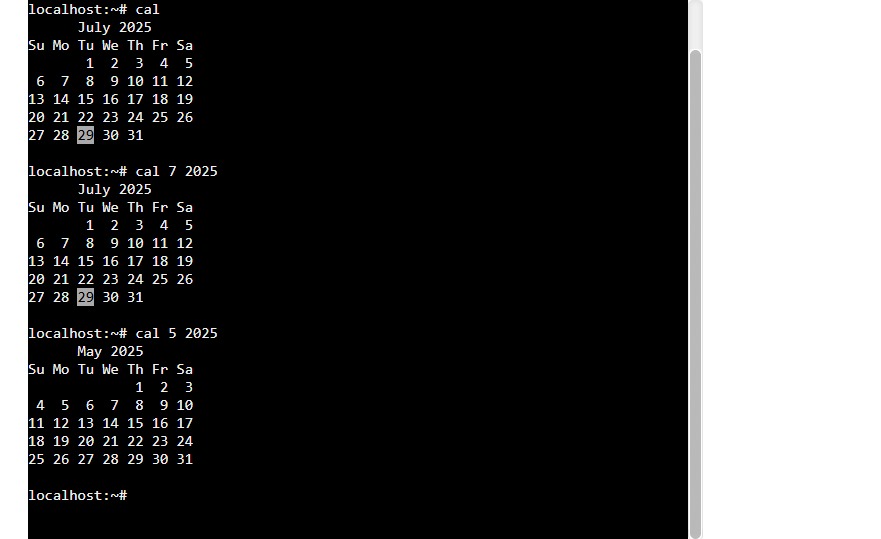 localhost:~# cal
      July 2025
Su Mo Tu We Th Fr Sa
       1  2  3  4  5
 6  7  8  9 10 11 12
13 14 15 16 17 18 19
20 21 22 23 24 25 26
27 28 29 30 31

localhost:~# cal 7 2025
      July 2025
Su Mo Tu We Th Fr Sa
       1  2  3  4  5
 6  7  8  9 10 11 12
13 14 15 16 17 18 19
20 21 22 23 24 25 26
27 28 29 30 31

localhost:~# cal 5 2025
      May 2025
Su Mo Tu We Th Fr Sa
             1  2  3
 4  5  6  7  8  9 10
11 12 13 14 15 16 17
18 19 20 21 22 23 24
25 26 27 28 29 30 31

localhost:~#